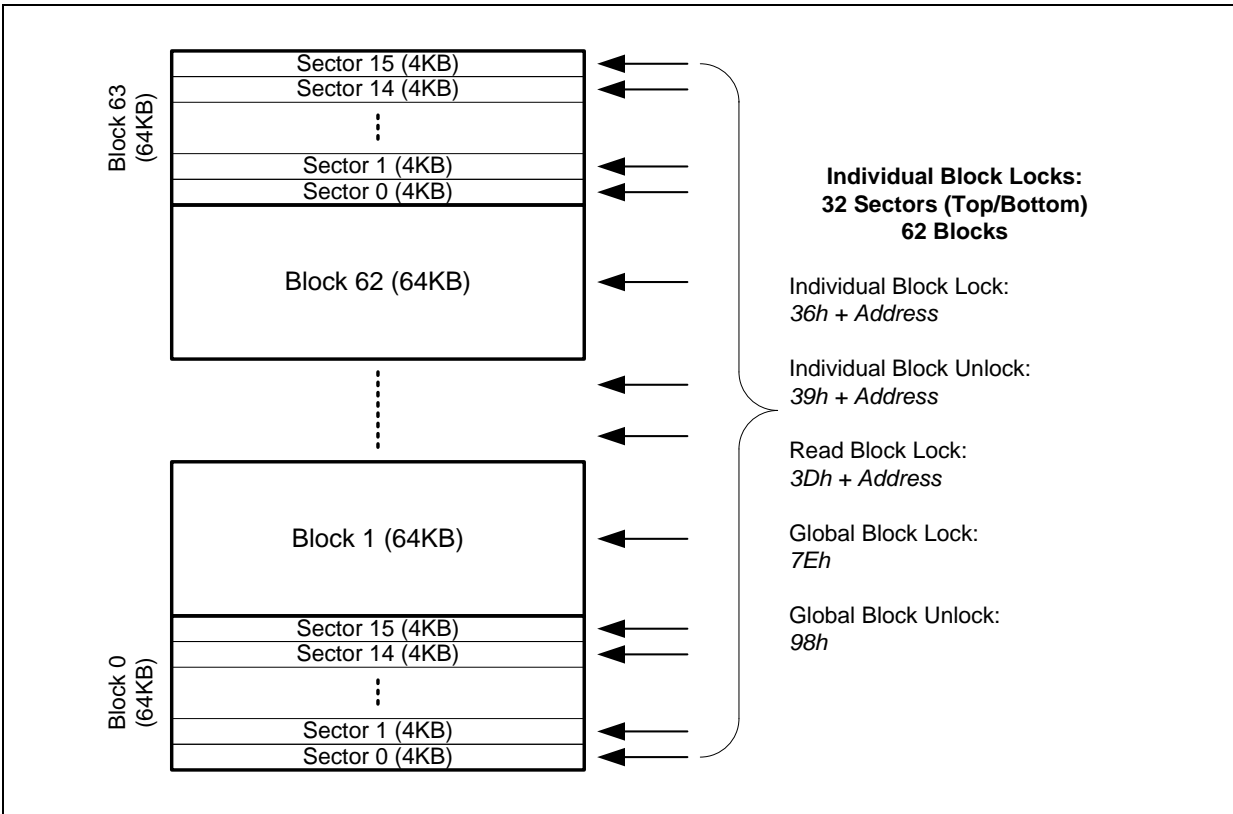 Block 63
(64KB)
Sector 15 (4KB)
Sector 14 (4KB)
Sector 1 (4KB)
Sector 0 (4KB)
Block 62 (64KB)
Block 1 (64KB)
Block 0
(64KB)
Sector 15 (4KB)
Sector 14 (4KB)
Sector 1 (4KB)
Sector 0 (4KB)
Individual Block Locks:
32 Sectors (Top/Bottom)
62 Blocks
Individual Block Lock:
36h + Address
Individual Block Unlock:
39h + Address
Read Block Lock:
3Dh + Address
Global Block Lock:
7Eh
Global Block Unlock:
98h